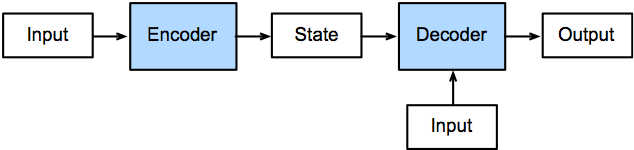 Input
Encoder
State
Decoder
Output
Input